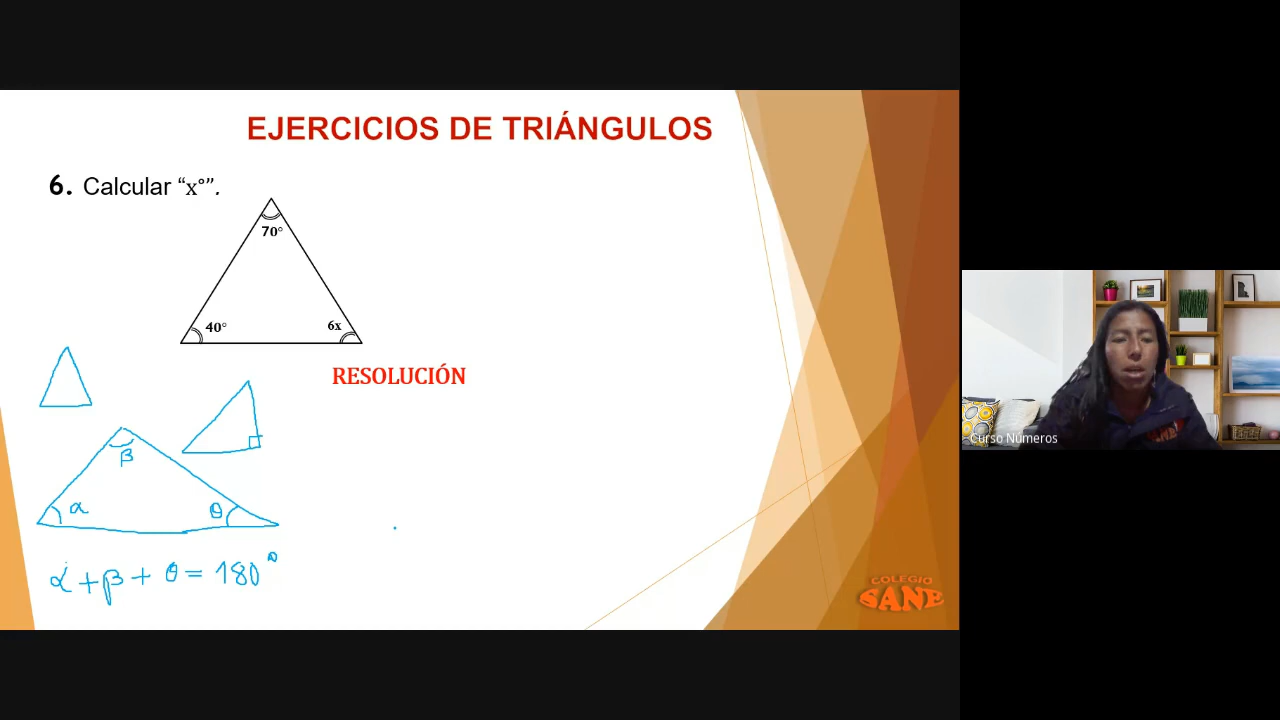 EJERCICIOS DE TRIÁNGULOS
6. Calcular “x°”.
70°
40°
6x
RESOLUCIÓN
β
α
θ
α + β + θ = 180°
COLEGIO
SANE
Curso Números